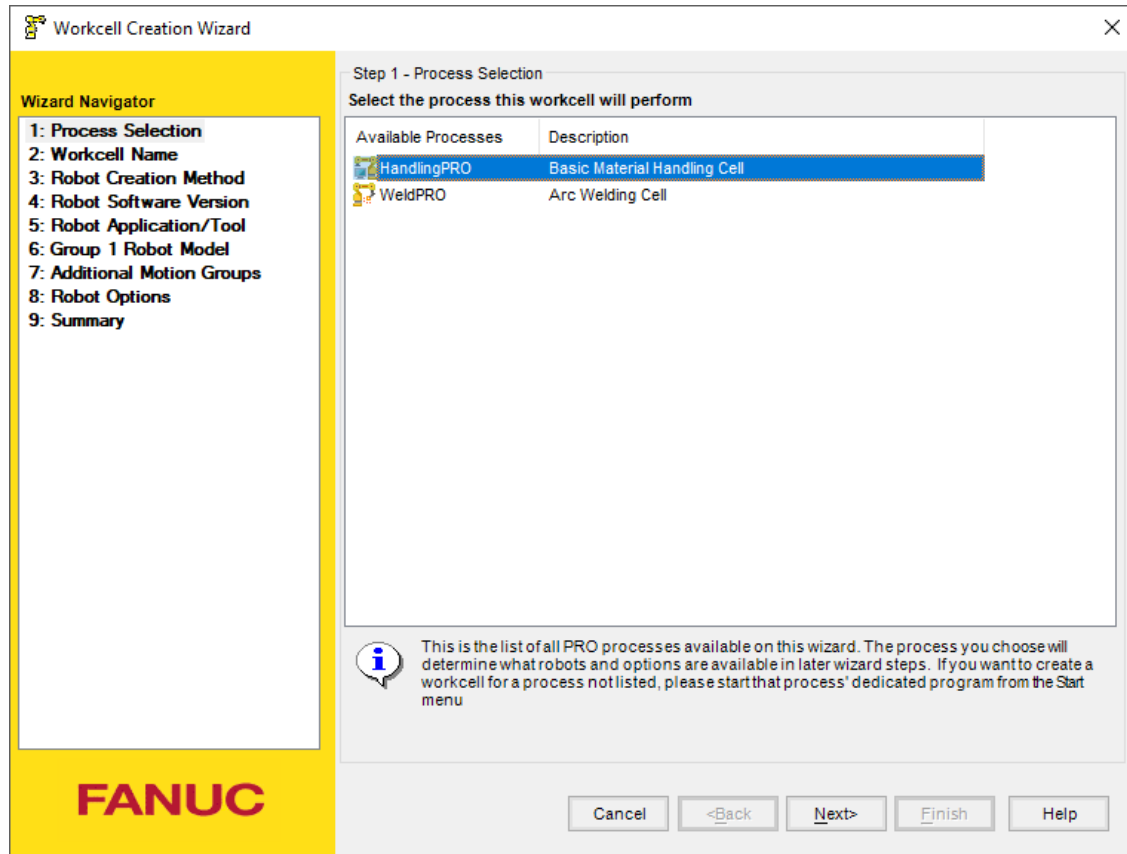 Workcell Creation Wizard
Wizard Navigator
1: Process Selection
2: Workcell Name
3: Robot Creation Method
4: Robot Software Version
5: Robot Application/Tool
6: Group 1 Robot Model
7: Additional Motion Groups
8: Robot Options
9: Summary
FANUC
Step 1 - Process Selection
Select the process this workcell will perform
Available Processes Description
HandlingPRO Basic Material Handling Cell
WeldPRO Arc Welding Cell
This is the list of all PRO processes available on this wizard. The process you choose will
determine what robots and options are available in later wizard steps. If you want to create a
workcell for a process not listed, please start that process' dedicated program from the Start
menu
Cancel <Back Next> Finish Help